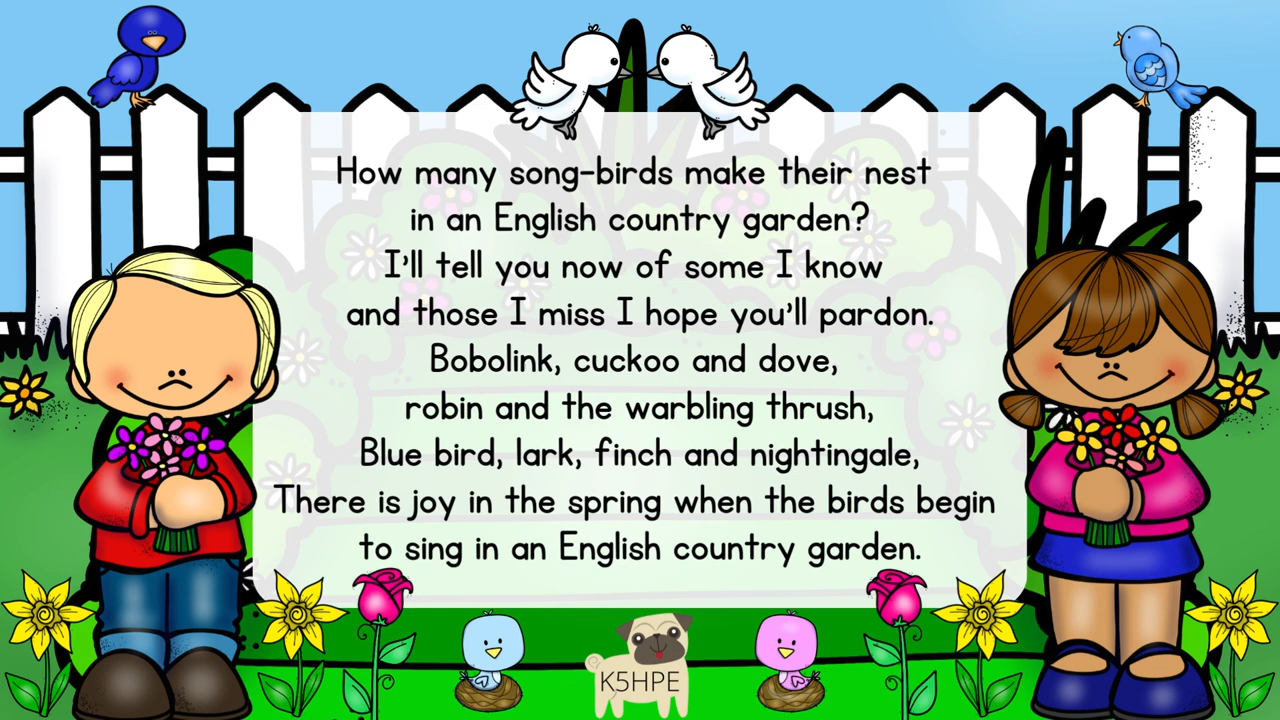 How many song-birds make their nest
in an English country garden?
I'll tell you now of some I know
and those I miss I hope you'll pardon.
Bobolink, cuckoo and dove,
robin and the warbling thrush,
Blue bird, lark, finch and nightingale,
There is joy in the spring when the birds begin
to sing in an English country garden.
K5HPE